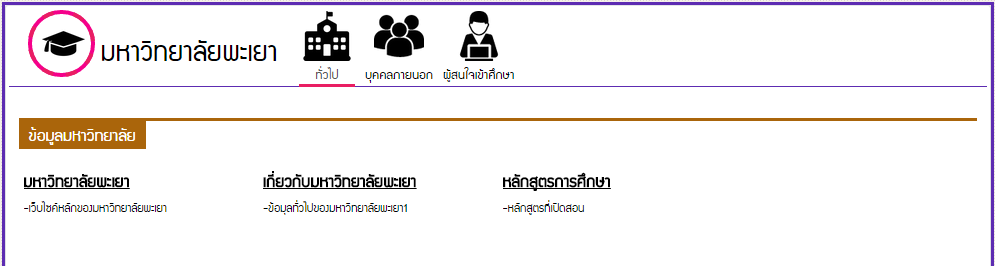 มหาวิทยาลัยพะเยา
ทั่วไป
บุคคลภายนอก
ผู้สนใจเข้าศึกษา
ข้อมูลมหาวิทยาลัย
มหาวิทยาลัยพะเยา
-เว็บไซค์หลักของมหาวิทยาลัยพะเยา
เกี่ยวกับมหาวิทยาลัยพะเยา
-ข้อมุลทั่วไปของมหาวิทยาลัยพะเยา1
หลักสูตรการศึกษา
-หลักสูตรที่เปิดสอน